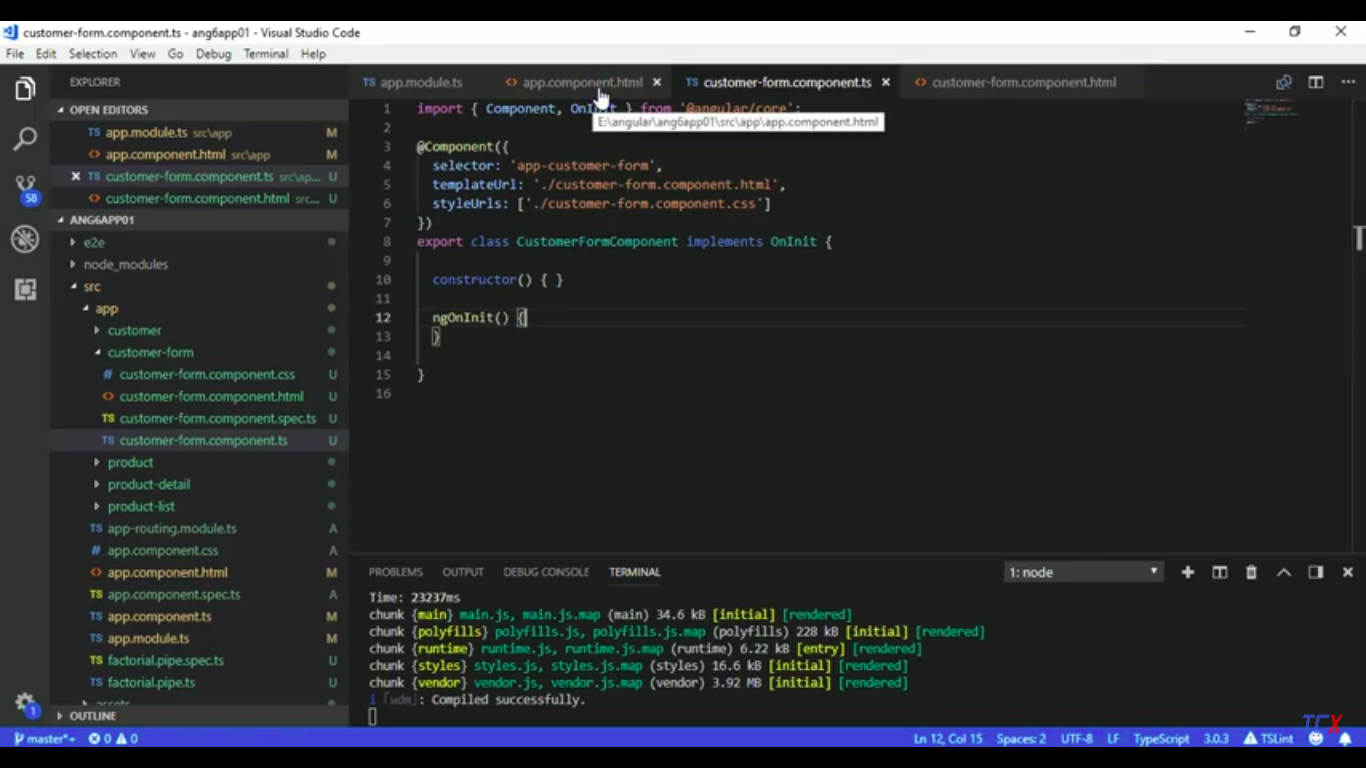 customer-form.component.ts - ang6app01 - Visual Studio Code
File Edit Selection View Go Debug Terminal Help
EXPLORER
OPEN EDITORS
TS app.module.ts src\app M
<> app.component.html src\app M
TS customer-form.component.ts src\ap... U
<> customer-form.component.html src... U
ANG6APP01
e2e
node_modules
src
app
customer
customer-form
# customer-form.component.css U
<> customer-form.component.html U
TS customer-form.component.spec.ts U
TS customer-form.component.ts U
product
product-detail
product-list
TS app-routing.module.ts A
# app.component.css A
<> app.component.html M
TS app.component.spec.ts A
TS app.component.ts M
TS app.module.ts M
TS factorial.pipe.spec.ts U
TS factorial.pipe.ts U
assets
OUTLINE
58
1
TS app.module.ts <> app.component.html TS customer-form.component.ts <> customer-form.component.html
1 import { Component, OnInit } from '@angular/core';
E:\angular\ang6app01\src\app\app.component.html
2
3 @Component({
4 selector: 'app-customer-form',
5 templateUrl: './customer-form.component.html',
6 styleUrls: ['./customer-form.component.css']
7 })
8 export class CustomerFormComponent implements OnInit {
9
10 constructor() { }
11
12 ngOnInit() {
13 }
14
15 }
16
PROBLEMS OUTPUT DEBUG CONSOLE TERMINAL 1: node
Time: 23237ms
chunk {main} main.js, main.js.map (main) 34.6 kB [initial] [rendered]
chunk {polyfills} polyfills.js, polyfills.js.map (polyfills) 228 kB [initial] [rendered]
chunk {runtime} runtime.js, runtime.js.map (runtime) 6.22 kB [entry] [rendered]
chunk {styles} styles.js, styles.js.map (styles) 16.6 kB [initial] [rendered]
chunk {vendor} vendor.js, vendor.js.map (vendor) 3.92 MB [initial] [rendered]
i ｢wdm｣: Compiled successfully.
TCX
master*+ 0 0 Ln 12, Col 15 Spaces: 2 UTF-8 LF TypeScript 3.0.3 TSLint